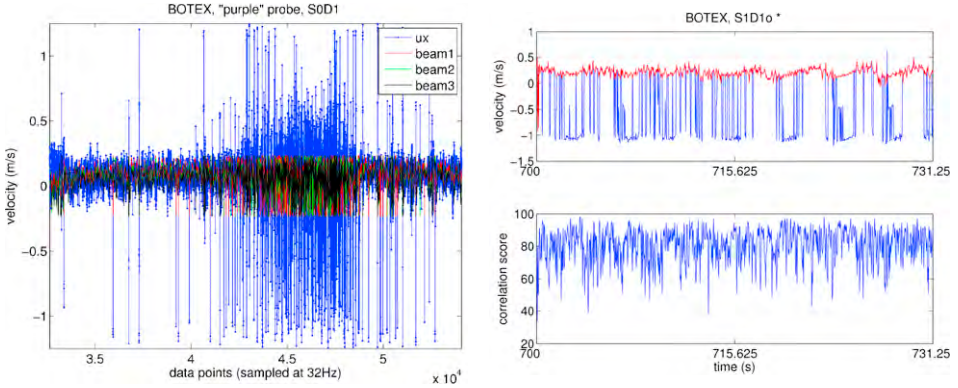 BOTEX, "purple" probe, S0D1
ux
beam1
beam2
beam3
velocity (m/s)
1
0.5
0
−0.5
−1
3.5
4
4.5
5
data points (sampled at 32Hz)
x 10^4
BOTEX, S1D1o *
velocity (m/s)
1
0.5
0
−0.5
−1
−1.5
700
715.625
731.25
correlation score
100
80
60
40
20
700
715.625
731.25
time (s)